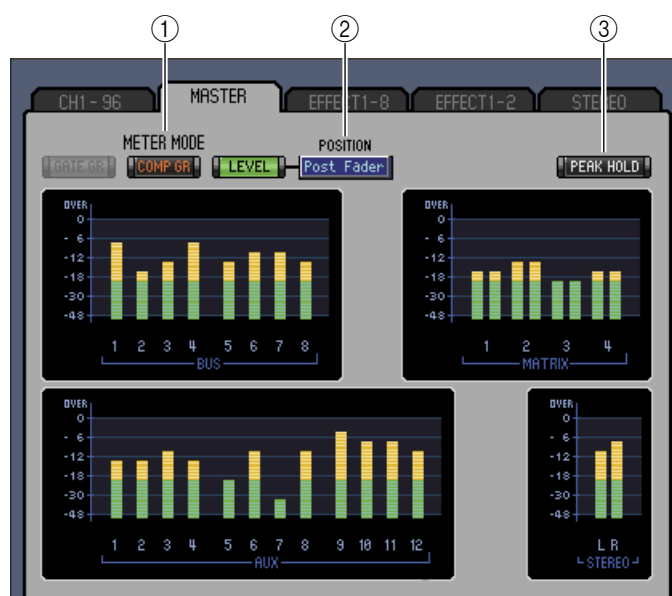 ① ② ③
CH1-96 MASTER EFFECT1-8 EFFECT1-2 STEREO
METER MODE POSITION
GATE GR COMP GR LEVEL Post Fader PEAK HOLD
OVER
0
- 6
-12
-18
-30
-48
1 2 3 4 5 6 7 8
BUS
OVER
0
- 6
-12
-18
-30
-48
1 2 3 4
MATRIX
OVER
0
- 6
-12
-18
-30
-48
1 2 3 4 5 6 7 8 9 10 11 12
AUX
OVER
0
- 6
-12
-18
-30
-48
L R
STEREO